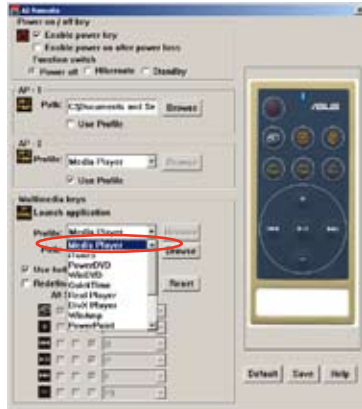 AI Remote
Power on / off key
Enable power key
Enable power on after power loss
Function switch
Power off Hibernate Standby
AP - 1
Path: C:\Documents and Se Browse
Use Profile
AP - 2
Profile: Media Player
Use Profile
Multimedia keys
Launch application
Profile: Media Player
Media Player
iTunes
PowerDVD
WinDVD
QuickTime
Real Player
DivX Player
WinAmp
PowerPoint
Browse
Reset
ASUS
Default Save Help